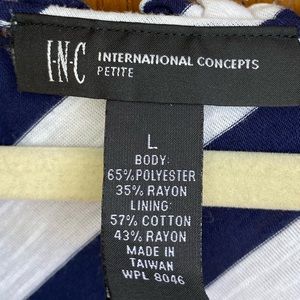 I·N·C INTERNATIONAL CONCEPTS
PETITE
L
BODY:
65% POLYESTER
35% RAYON
LINING:
57% COTTON
43% RAYON
MADE IN
TAIWAN
WPL 8046